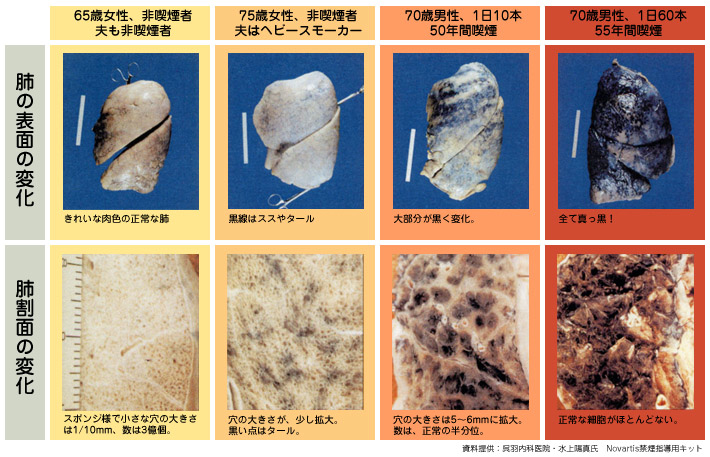 65歳女性、非喫煙者
夫も非喫煙者
75歳女性、非喫煙者
夫はヘビースモーカー
70歳男性、1日10本
50年間喫煙
70歳男性、1日60本
55年間喫煙
肺の表面の変化
きれいな肉色の正常な肺
黒線はススやタール
大部分が黒く変化。
全て真っ黒！
肺割面の変化
スポンジ様で小さな穴の大きさ
は1/10mm、数は3億個。
穴の大きさが、少し拡大。
黒い点はタール。
穴の大きさは5〜6mmに拡大。
数は、正常の半分位。
正常な細胞がほとんどない。
資料提供：呉羽内科医院・水上陽真氏　Novartis禁煙指導用キット